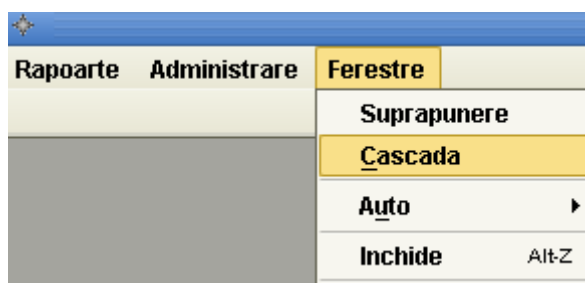 Rapoarte Administrare Ferestre
Suprapunere
Cascada
Auto
Inchide Alt-Z